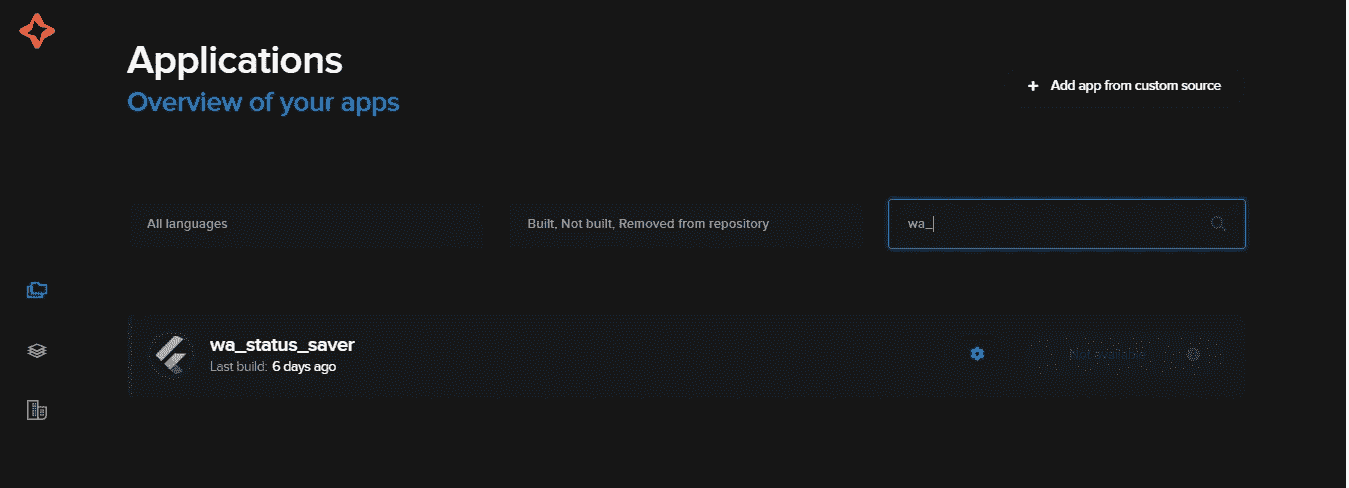 Applications
Overview of your apps
+ Add app from custom source
All languages
Built, Not built, Removed from repository
wa_
wa_status_saver
Last build: 6 days ago
Not available